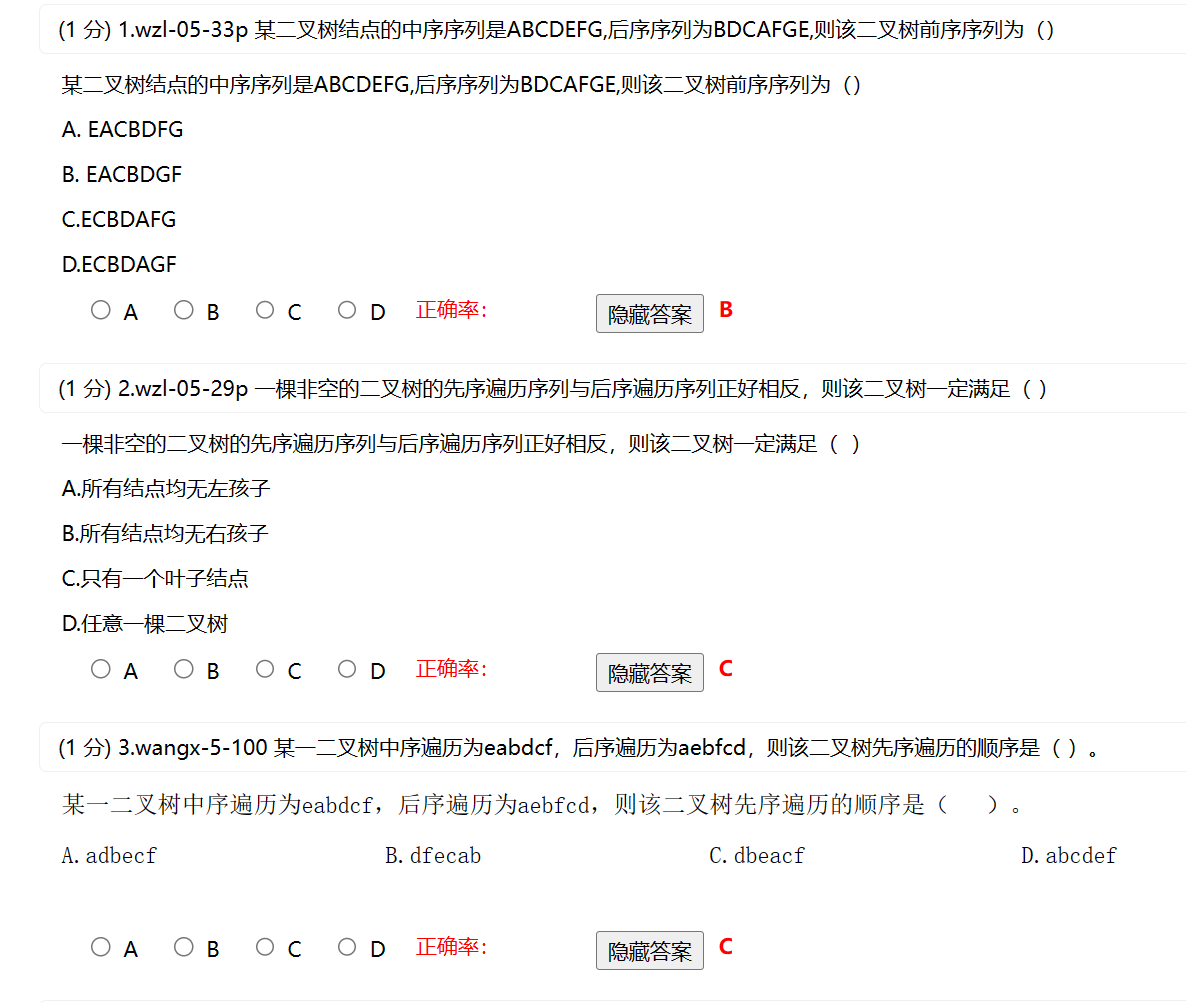 (1 分) 1.wzl-05-33p 某二叉树结点的中序序列是ABCDEFG,后序序列为BDCAFGE,则该二叉树前序序列为（）
某二叉树结点的中序序列是ABCDEFG,后序序列为BDCAFGE,则该二叉树前序序列为（）
A. EACBDFG
B. EACBDGF
C.ECBDAFG
D.ECBDAGF
A B C D 正确率： 隐藏答案 B
(1 分) 2.wzl-05-29p 一棵非空的二叉树的先序遍历序列与后序遍历序列正好相反，则该二叉树一定满足（ ）
一棵非空的二叉树的先序遍历序列与后序遍历序列正好相反，则该二叉树一定满足（ ）
A.所有结点均无左孩子
B.所有结点均无右孩子
C.只有一个叶子结点
D.任意一棵二叉树
A B C D 正确率： 隐藏答案 C
(1 分) 3.wangx-5-100 某一二叉树中序遍历为eabdcf，后序遍历为aebfcd，则该二叉树先序遍历的顺序是（ ）。
某一二叉树中序遍历为eabdcf，后序遍历为aebfcd，则该二叉树先序遍历的顺序是（ ）。
A.adbecf B.dfecab C.dbeacf D.abcdef
A B C D 正确率： 隐藏答案 C